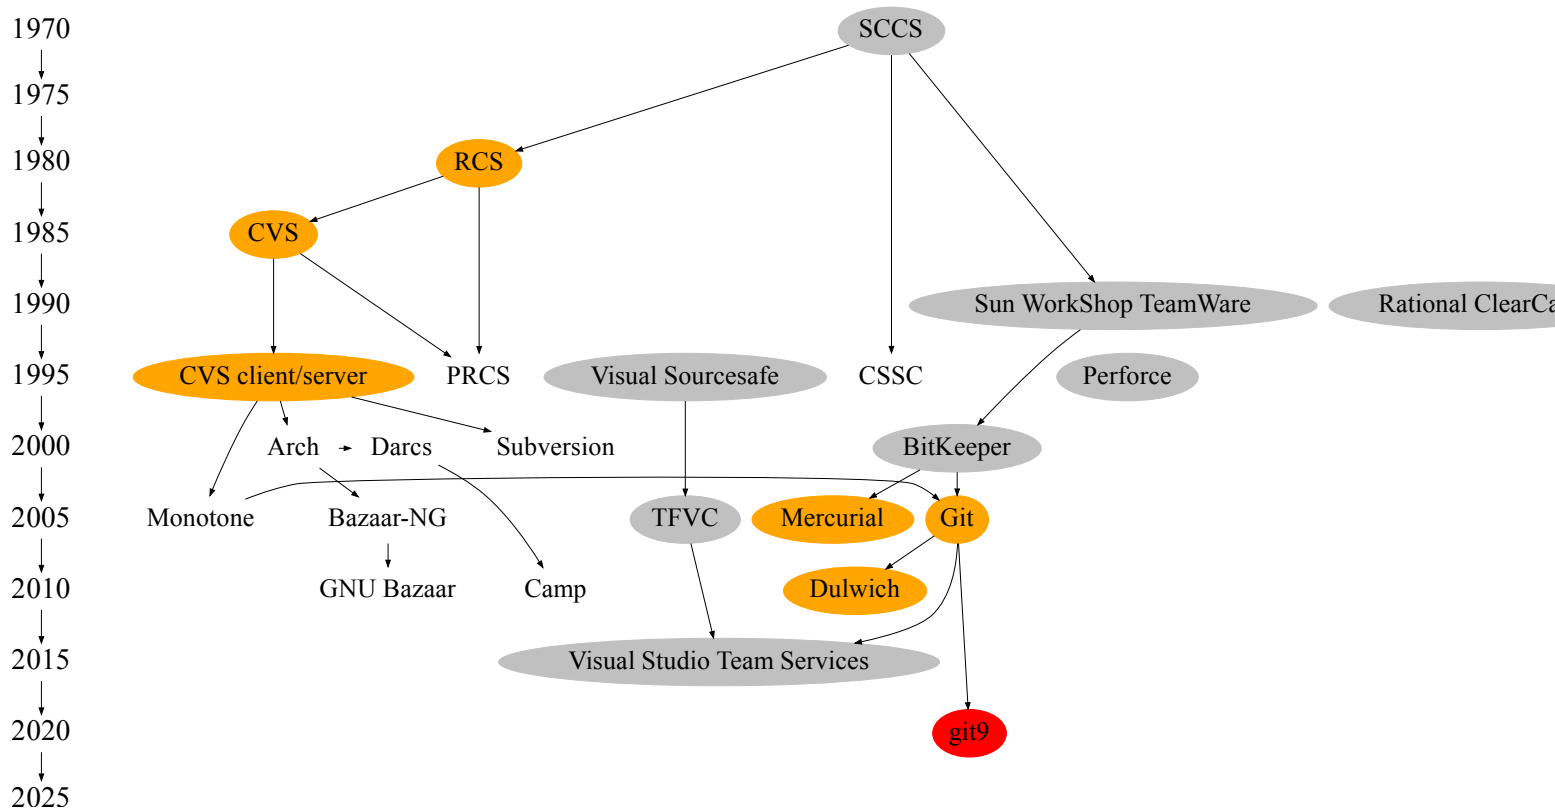 1970
SCCS
1975
1980
RCS
1985
CVS
1990
Sun WorkShop TeamWare
Rational ClearCa
1995
CVS client/server
PRCS
Visual Sourcesafe
CSSC
Perforce
2000
Arch
Darcs
Subversion
BitKeeper
2005
Monotone
Bazaar-NG
TFVC
Mercurial
Git
2010
GNU Bazaar
Camp
Dulwich
2015
Visual Studio Team Services
2020
git9
2025